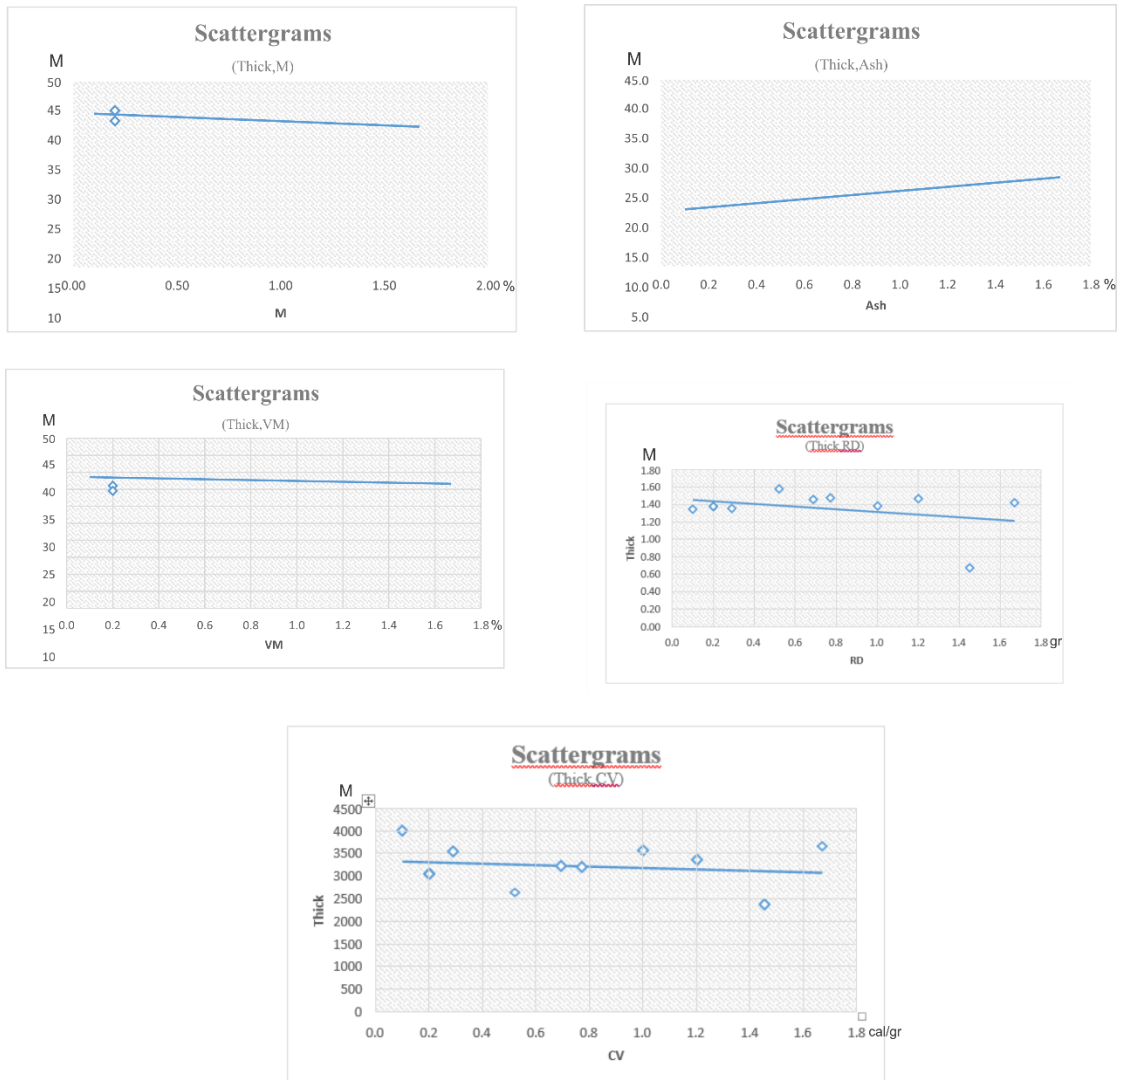 Scattergrams
(Thick,M)
M
50
45
40
35
30
25
20
15
10
0.00 0.50 1.00 1.50 2.00 %
M
Scattergrams
(Thick,Ash)
M
45.0
40.0
35.0
30.0
25.0
20.0
15.0
10.0
5.0
0.0 0.2 0.4 0.6 0.8 1.0 1.2 1.4 1.6 1.8 %
Ash
Scattergrams
(Thick,VM)
M
50
45
40
35
30
25
20
15
10
0.0 0.2 0.4 0.6 0.8 1.0 1.2 1.4 1.6 1.8 %
VM
Scattergrams
(Thick,RD)
M
1.80
1.60
1.40
1.20
1.00
0.80
0.60
0.40
0.20
0.00
Thick
0.0 0.2 0.4 0.6 0.8 1.0 1.2 1.4 1.6 1.8 gr
RD
Scattergrams
(Thick,CV)
M
4500
4000
3500
3000
2500
2000
1500
1000
500
0
Thick
0.0 0.2 0.4 0.6 0.8 1.0 1.2 1.4 1.6 1.8 cal/gr
CV